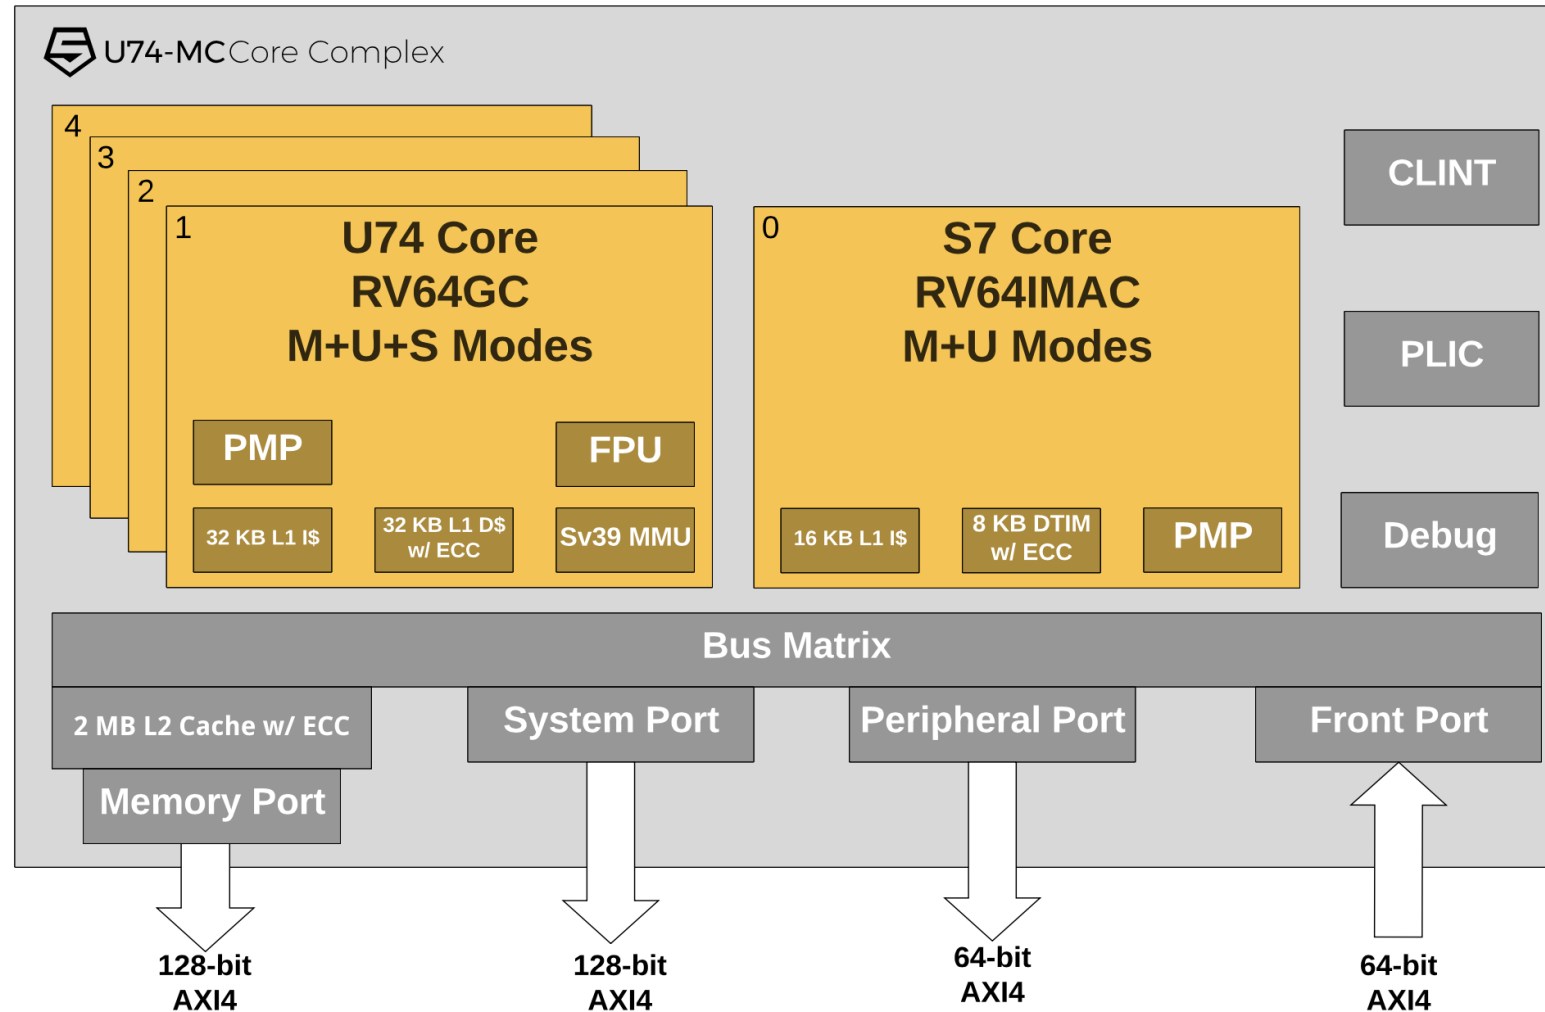 U74-MC Core Complex
4
3
2
1
U74 Core
RV64GC
M+U+S Modes
PMP
FPU
32 KB L1 I$
32 KB L1 D$
w/ ECC
Sv39 MMU
0
S7 Core
RV64IMAC
M+U Modes
16 KB L1 I$
8 KB DTIM
w/ ECC
PMP
CLINT
PLIC
Debug
Bus Matrix
2 MB L2 Cache w/ ECC
System Port
Peripheral Port
Front Port
Memory Port
128-bit
AXI4
128-bit
AXI4
64-bit
AXI4
64-bit
AXI4